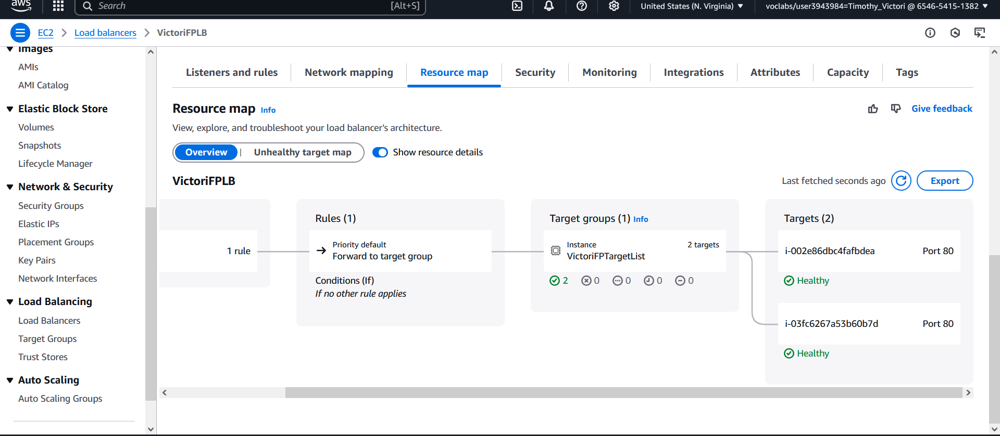 aws
Search [Alt+S]
United States (N. Virginia)
voclabs/user3943984=Timothy_Victori @ 6546-5415-1382
EC2
Load balancers
VictoriFPLB
Images
AMIs
AMI Catalog
Elastic Block Store
Volumes
Snapshots
Lifecycle Manager
Network & Security
Security Groups
Elastic IPs
Placement Groups
Key Pairs
Network Interfaces
Load Balancing
Load Balancers
Target Groups
Trust Stores
Auto Scaling
Auto Scaling Groups
Listeners and rules
Network mapping
Resource map
Security
Monitoring
Integrations
Attributes
Capacity
Tags
Resource map Info
Give feedback
View, explore, and troubleshoot your load balancer's architecture.
Overview | Unhealthy target map
Show resource details
VictoriFPLB
Last fetched seconds ago
Export
1 rule
Rules (1)
Priority default
Forward to target group
Conditions (If)
If no other rule applies
Target groups (1) Info
Instance
2 targets
VictoriFPTargetList
2 0 0 0 0
Targets (2)
i-002e86dbc4fafbdea Port 80
Healthy
i-03fc6267a53b60b7d Port 80
Healthy